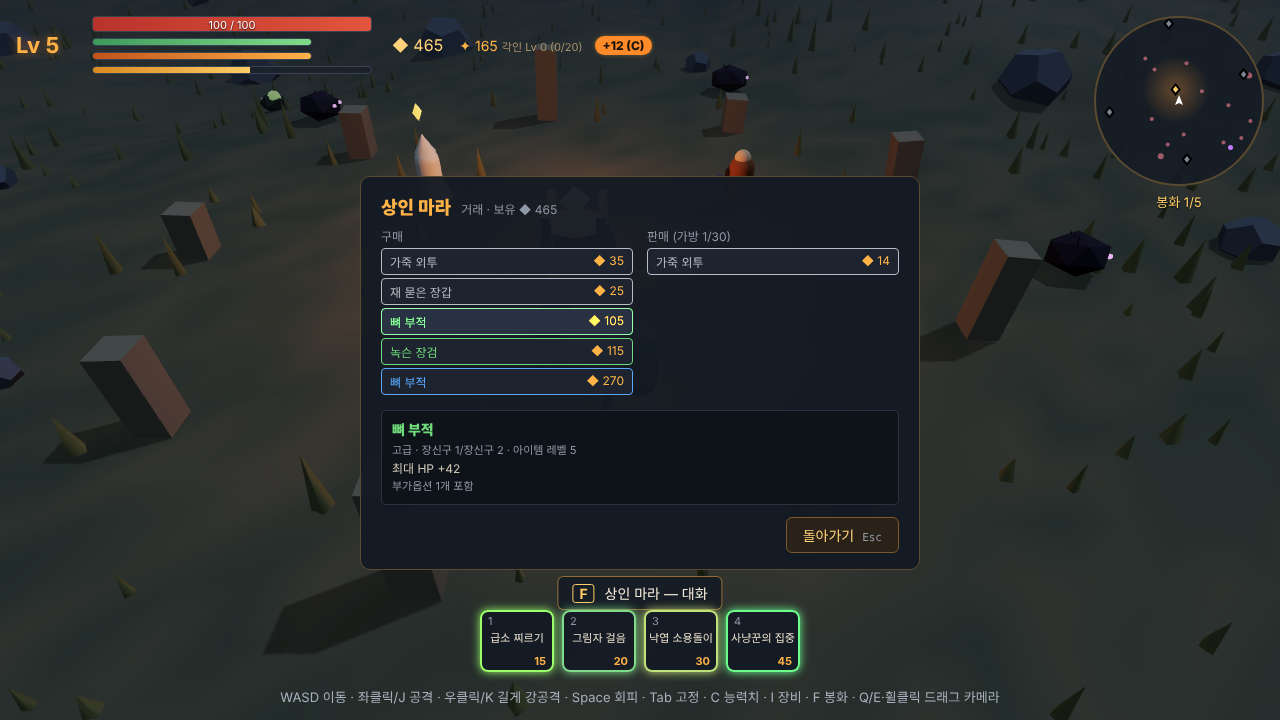 Lv 5
100 / 100
◆ 465 ✦ 165 각인 Lv 0 (0/20) +12 (C)
봉화 1/5
상인 마라 거래 · 보유 ◆ 465
구매
가죽 외투 ◆ 35
재 묻은 장갑 ◆ 25
뼈 부적 ◆ 105
녹슨 장검 ◆ 115
뼈 부적 ◆ 270
판매 (가방 1/30)
가죽 외투 ◆ 14
뼈 부적
고급 · 장신구 1/장신구 2 · 아이템 레벨 5
최대 HP +42
부가옵션 1개 포함
돌아가기 Esc
F 상인 마라 — 대화
1 급소 찌르기 15
2 그림자 걸음 20
3 낙엽 소용돌이 30
4 사냥꾼의 집중 45
WASD 이동 · 좌클릭/J 공격 · 우클릭/K 길게 강공격 · Space 회피 · Tab 고정 · C 능력치 · I 장비 · F 봉화 · Q/E·휠클릭 드래그 카메라